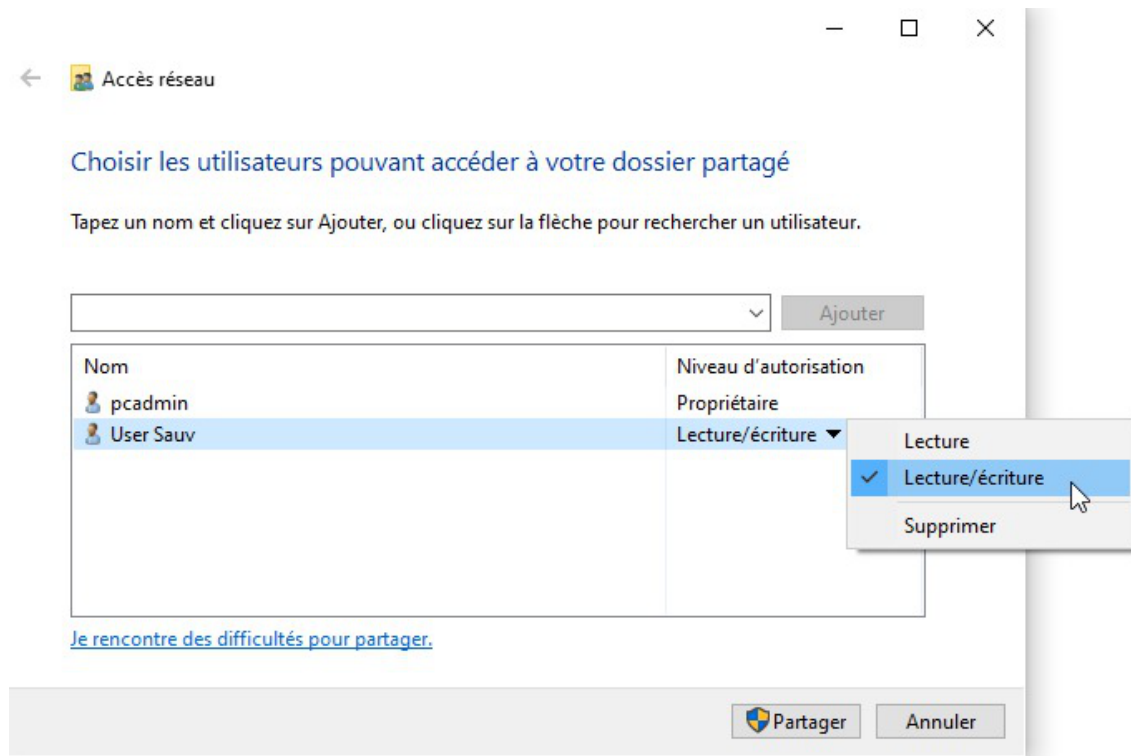 Accès réseau
Choisir les utilisateurs pouvant accéder à votre dossier partagé
Tapez un nom et cliquez sur Ajouter, ou cliquez sur la flèche pour rechercher un utilisateur.
Ajouter
Nom Niveau d'autorisation
pcadmin Propriétaire
User Sauv Lecture/écriture
Lecture
Lecture/écriture
Supprimer
Je rencontre des difficultés pour partager.
Partager Annuler